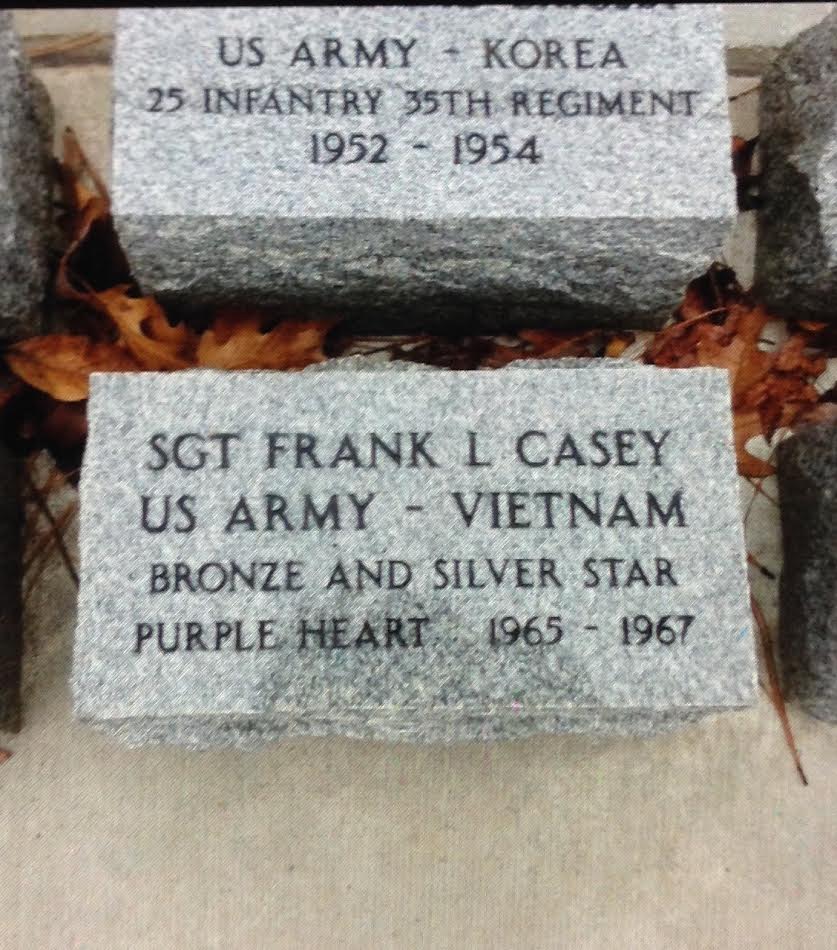 US ARMY - KOREA
25 INFANTRY 35TH REGIMENT
1952 - 1954
SGT FRANK L CASEY
US ARMY - VIETNAM
BRONZE AND SILVER STAR
PURPLE HEART 1965 - 1967